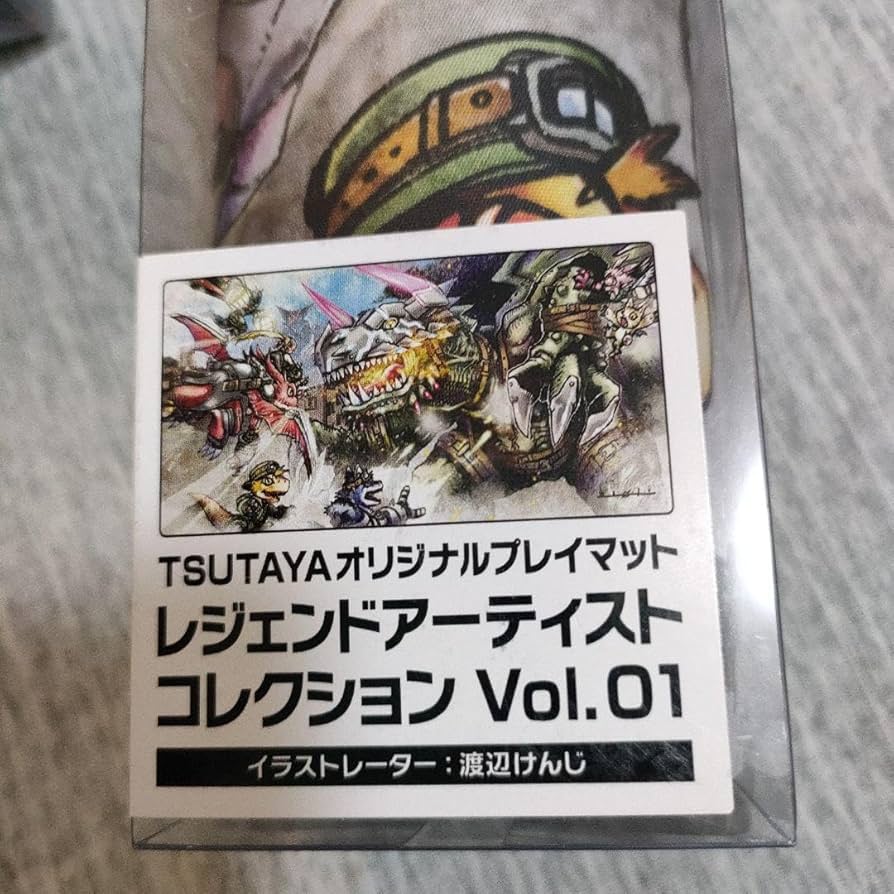 TSUTAYAオリジナルプレイマット
レジェンドアーティスト
コレクション Vol.01
イラストレーター：渡辺けんじ